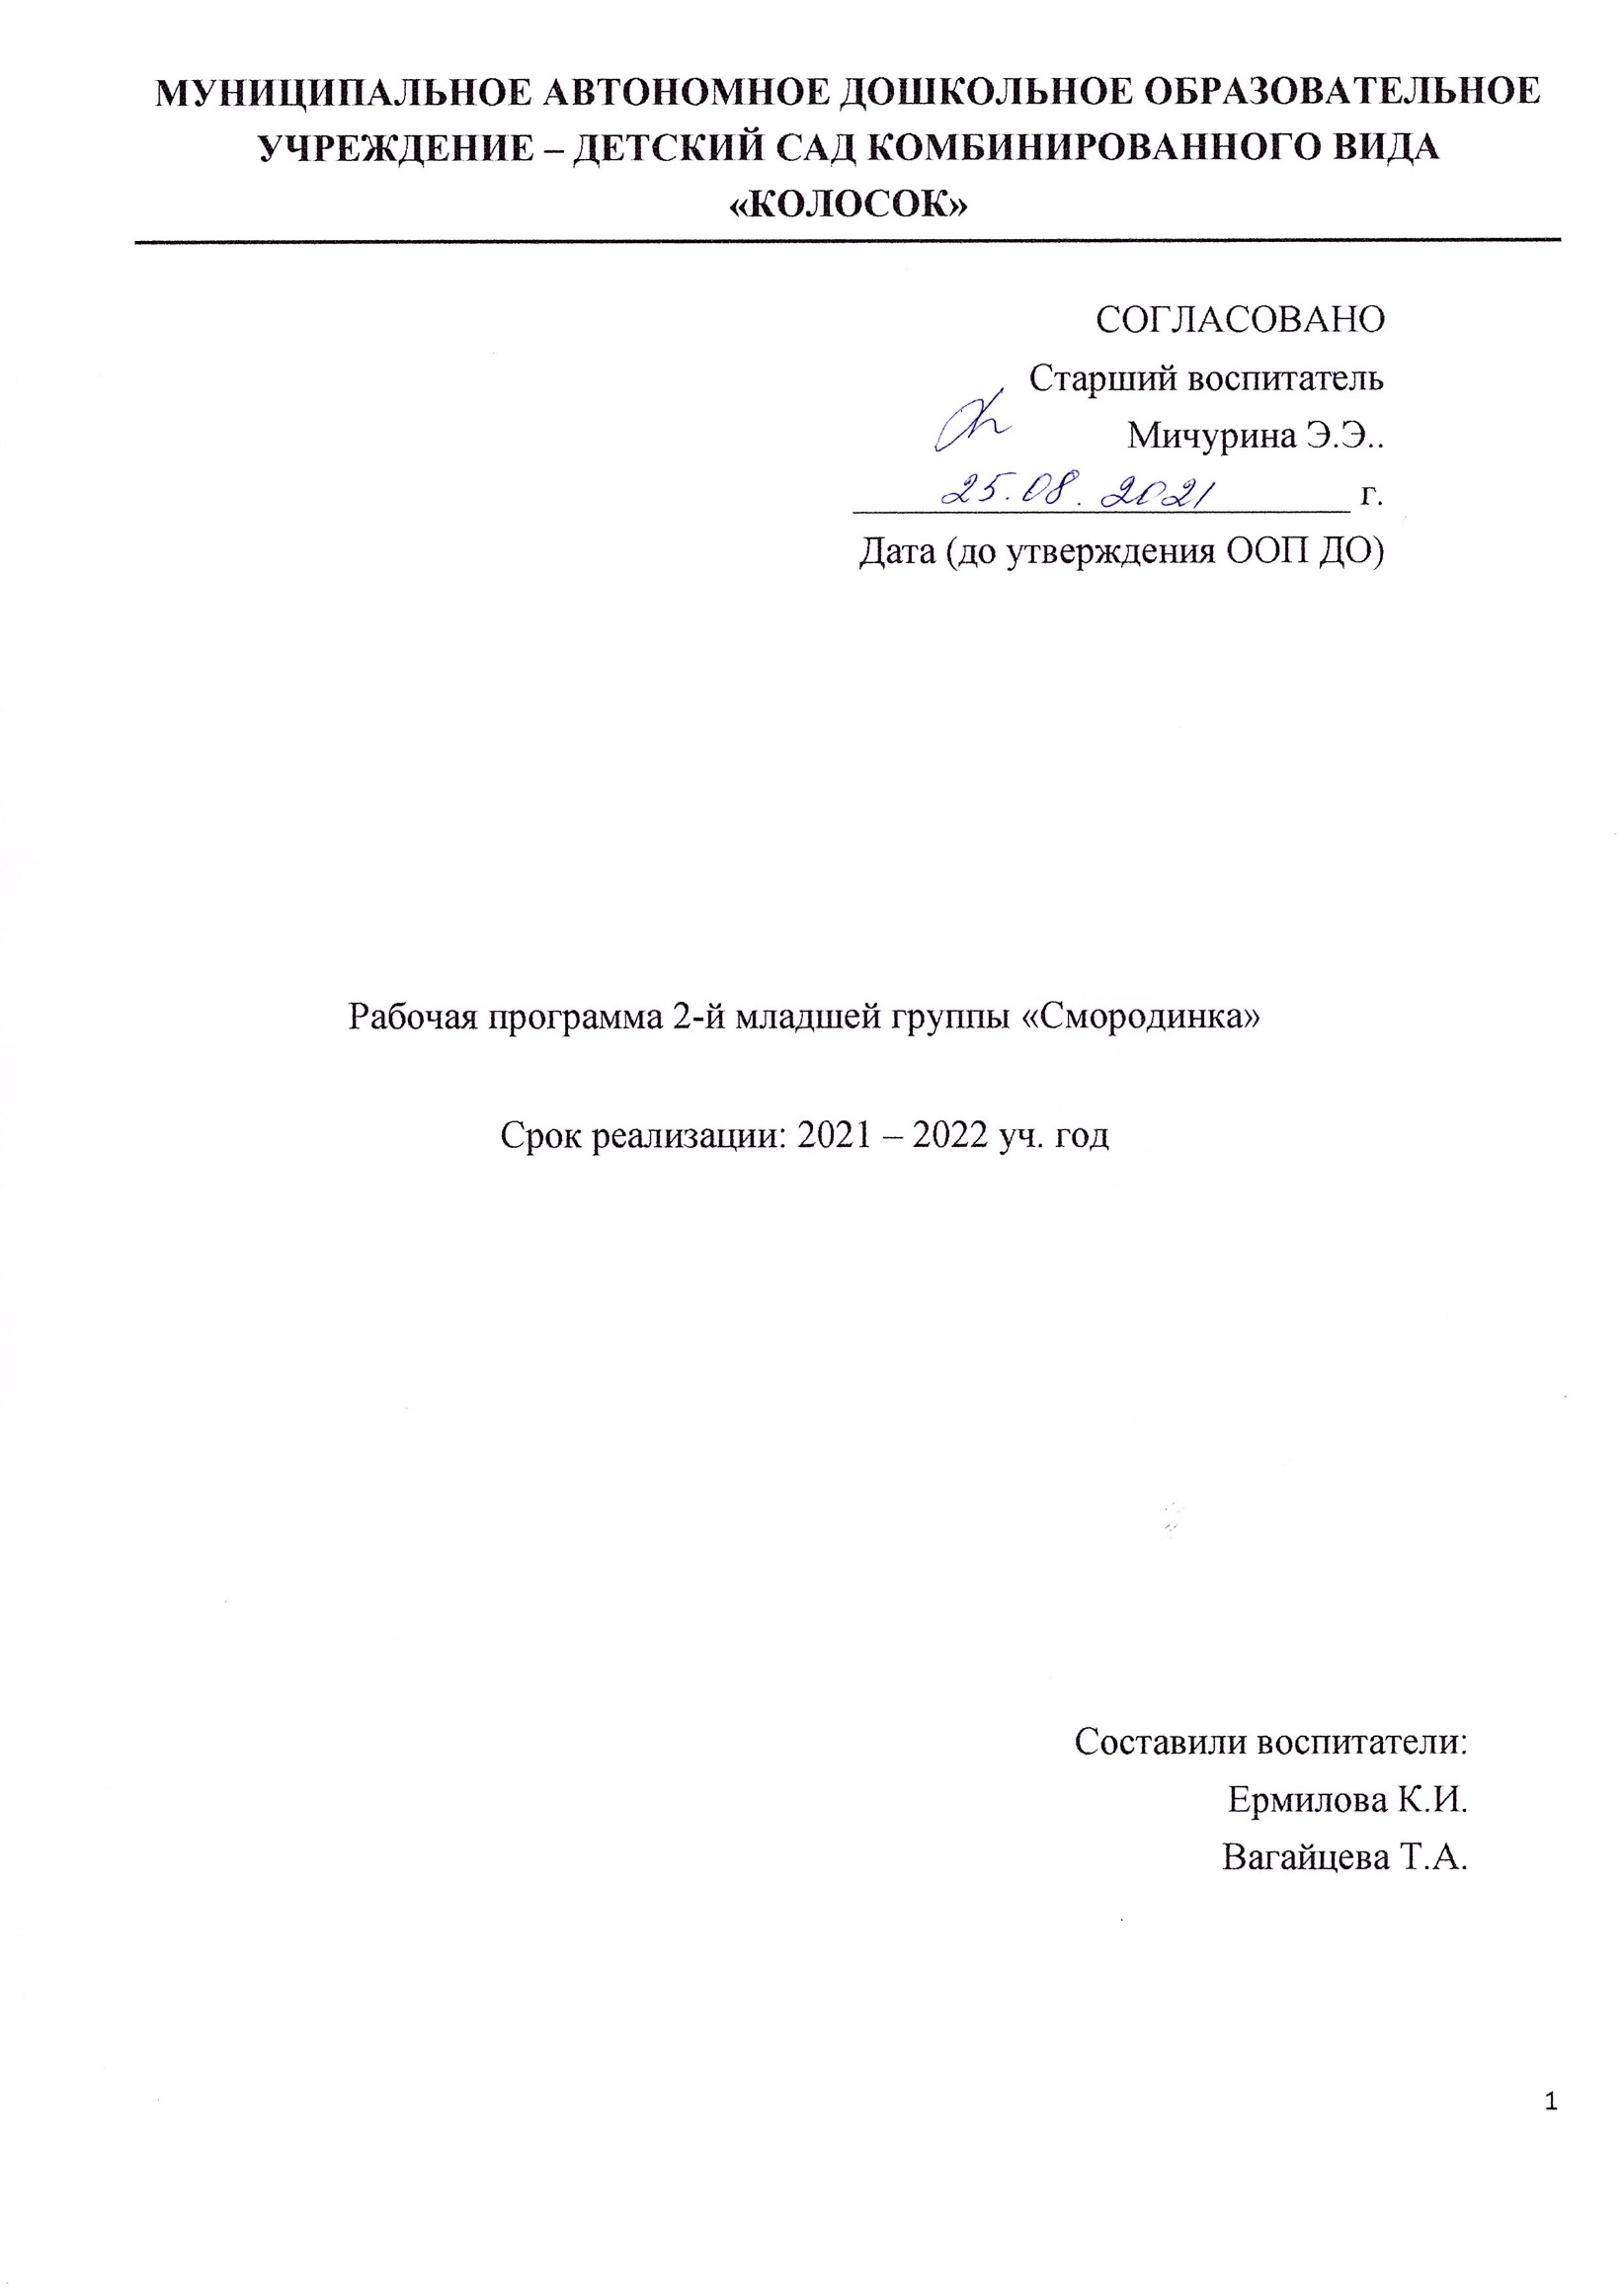 МУНИЦИПАЛЬНОЕ АВТОНОМНОЕ ДОШКОЛЬНОЕ ОБРАЗОВАТЕЛЬНОЕ
УЧРЕЖДЕНИЕ – ДЕТСКИЙ САД КОМБИНИРОВАННОГО ВИДА
«КОЛОСОК»
СОГЛАСОВАНО
Старший воспитатель
Мичурина Э.Э..
25.08.2021 г.
Дата (до утверждения ООП ДО)
Рабочая программа 2-й младшей группы «Смородинка»
Срок реализации: 2021 – 2022 уч. год
Составили воспитатели:
Ермилова К.И.
Вагайцева Т.А.
1